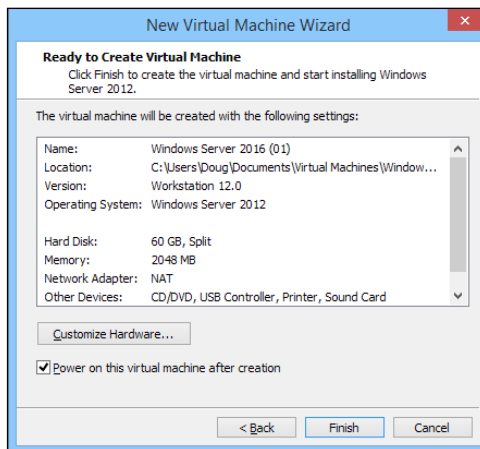 New Virtual Machine Wizard
Ready to Create Virtual Machine
Click Finish to create the virtual machine and start installing Windows
Server 2012.
The virtual machine will be created with the following settings:
Name: Windows Server 2016 (01)
Location: C:\Users\Doug\Documents\Virtual Machines\Window...
Version: Workstation 12.0
Operating System: Windows Server 2012
Hard Disk: 60 GB, Split
Memory: 2048 MB
Network Adapter: NAT
Other Devices: CD/DVD, USB Controller, Printer, Sound Card
Customize Hardware...
Power on this virtual machine after creation
< Back Finish Cancel